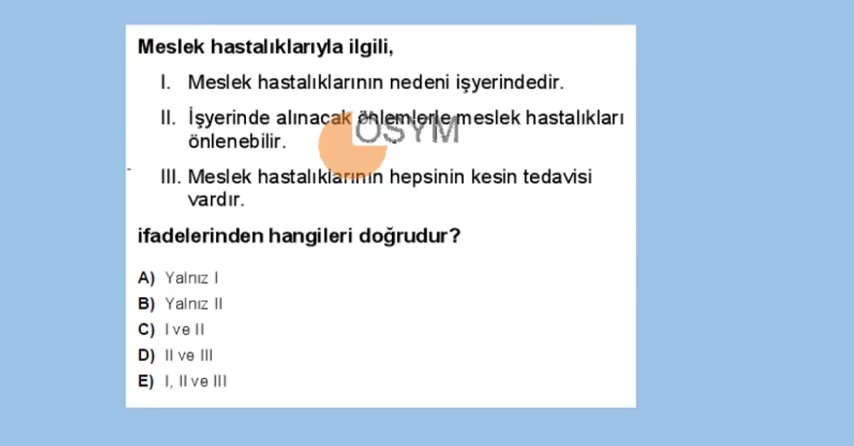 Meslek hastalıklarıyla ilgili,
I. Meslek hastalıklarının nedeni işyerindedir.
II. İşyerinde alınacak önlemlerle meslek hastalıkları
önlenebilir.
ÖSYM
III. Meslek hastalıklarının hepsinin kesin tedavisi
vardır.
ifadelerinden hangileri doğrudur?
A) Yalnız I
B) Yalnız II
C) I ve II
D) II ve III
E) I, II ve III